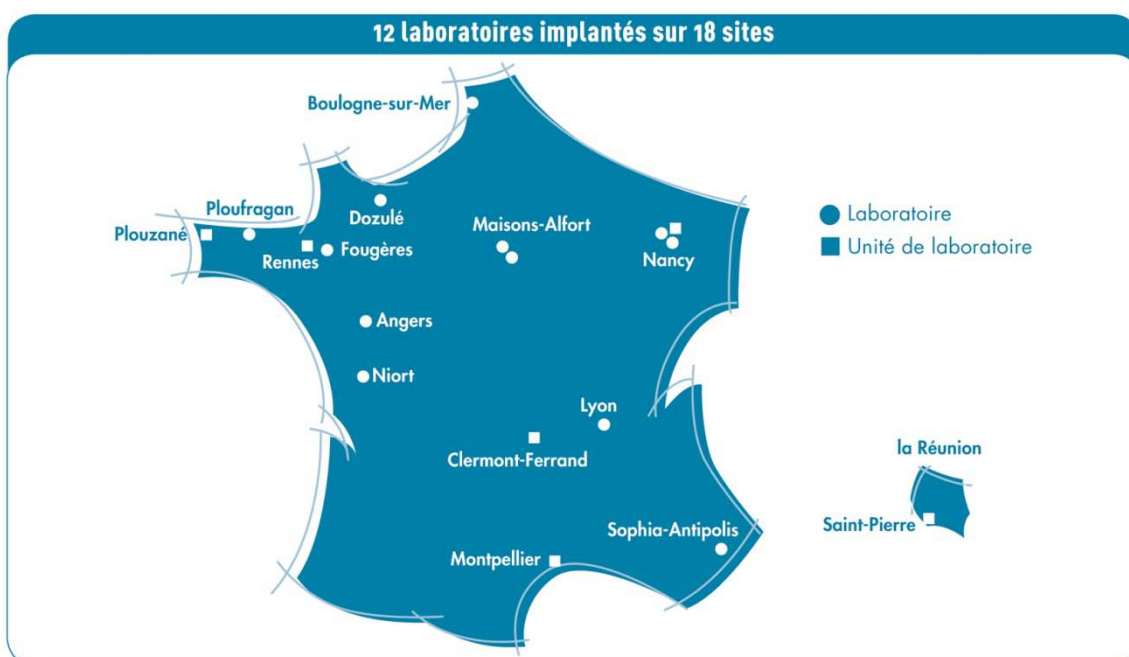 12 laboratoires implantés sur 18 sites
Boulogne-sur-Mer
Ploufragan
Dozulé
Maisons-Alfort
Laboratoire
Plouzané
Rennes
Fougères
Nancy
Unité de laboratoire
Angers
Niort
Lyon
Clermont-Ferrand
la Réunion
Sophia-Antipolis
Saint-Pierre
Montpellier